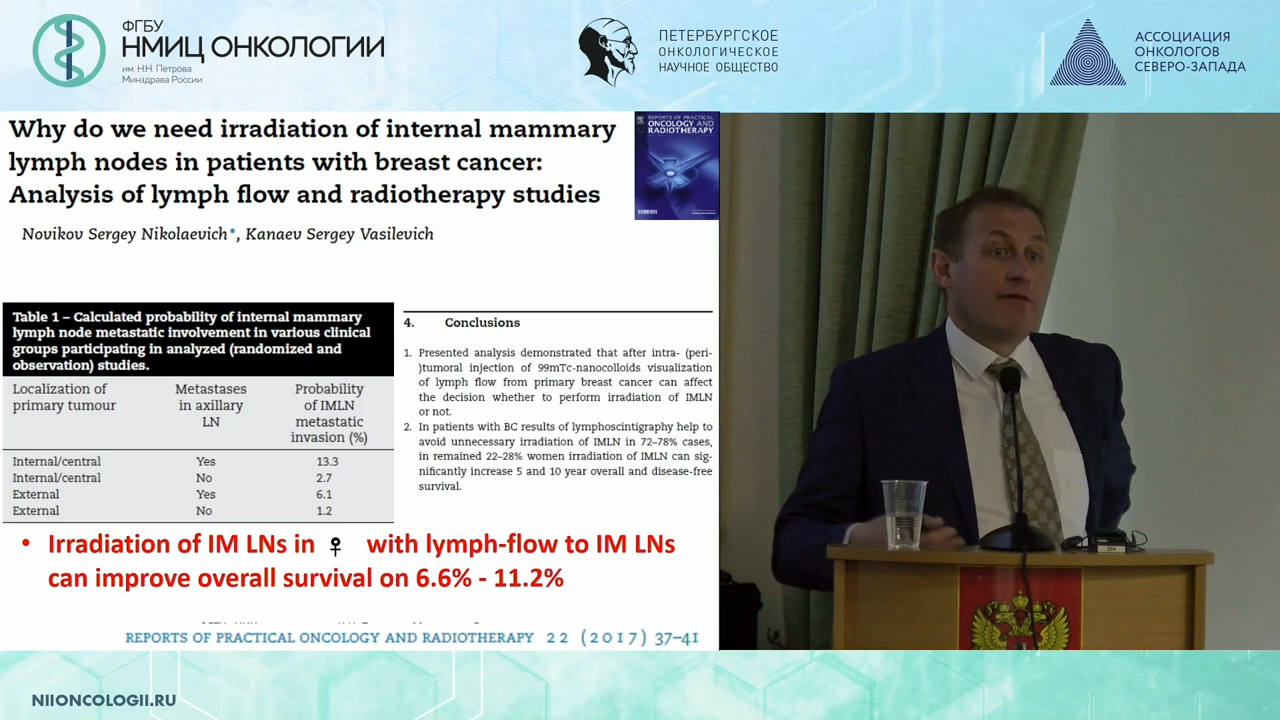 ФГБУ
НМИЦ ОНКОЛОГИИ
им. Н.Н. Петрова
Минздрава России
ПЕТЕРБУРГСКОЕ
ОНКОЛОГИЧЕСКОЕ
НАУЧНОЕ ОБЩЕСТВО
АССОЦИАЦИЯ
ОНКОЛОГОВ
СЕВЕРО-ЗАПАДА
Why do we need irradiation of internal mammary
lymph nodes in patients with breast cancer:
Analysis of lymph flow and radiotherapy studies
REPORTS OF PRACTICAL
ONCOLOGY AND
RADIOTHERAPY
Novikov Sergey Nikolaevich*, Kanaev Sergey Vasilevich
Table 1 – Calculated probability of internal mammary
lymph node metastatic involvement in various clinical
groups participating in analyzed (randomized and
observation) studies.
Localization of primary tumour
Metastases in axillary LN
Probability of IMLN metastatic invasion (%)
Internal/central Yes 13.3
Internal/central No 2.7
External Yes 6.1
External No 1.2
4. Conclusions
1. Presented analysis demonstrated that after intra- (peri-
)tumoral injection of 99mTc-nanocolloids visualization
of lymph flow from primary breast cancer can affect
the decision whether to perform irradiation of IMLN
or not.
2. In patients with BC results of lymphoscintigraphy help to
avoid unnecessary irradiation of IMLN in 72–78% cases,
in remained 22–28% women irradiation of IMLN can sig-
nificantly increase 5 and 10 year overall and disease-free
survival.
• Irradiation of IM LNs in ♀ with lymph-flow to IM LNs
can improve overall survival on 6.6% - 11.2%
REPORTS OF PRACTICAL ONCOLOGY AND RADIOTHERAPY 22 (2017) 37–41
NIIONCOLOGII.RU